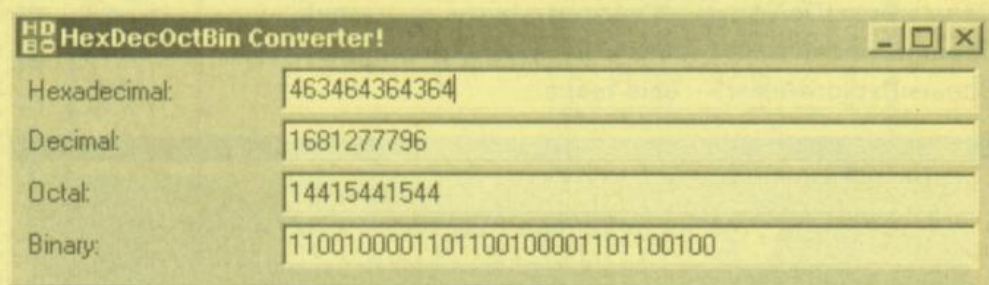 HD
BO
HexDecOctBin Converter!
Hexadecimal: 463464364364
Decimal: 1681277796
Octal: 14415441544
Binary: 1100100001101100100001101100100